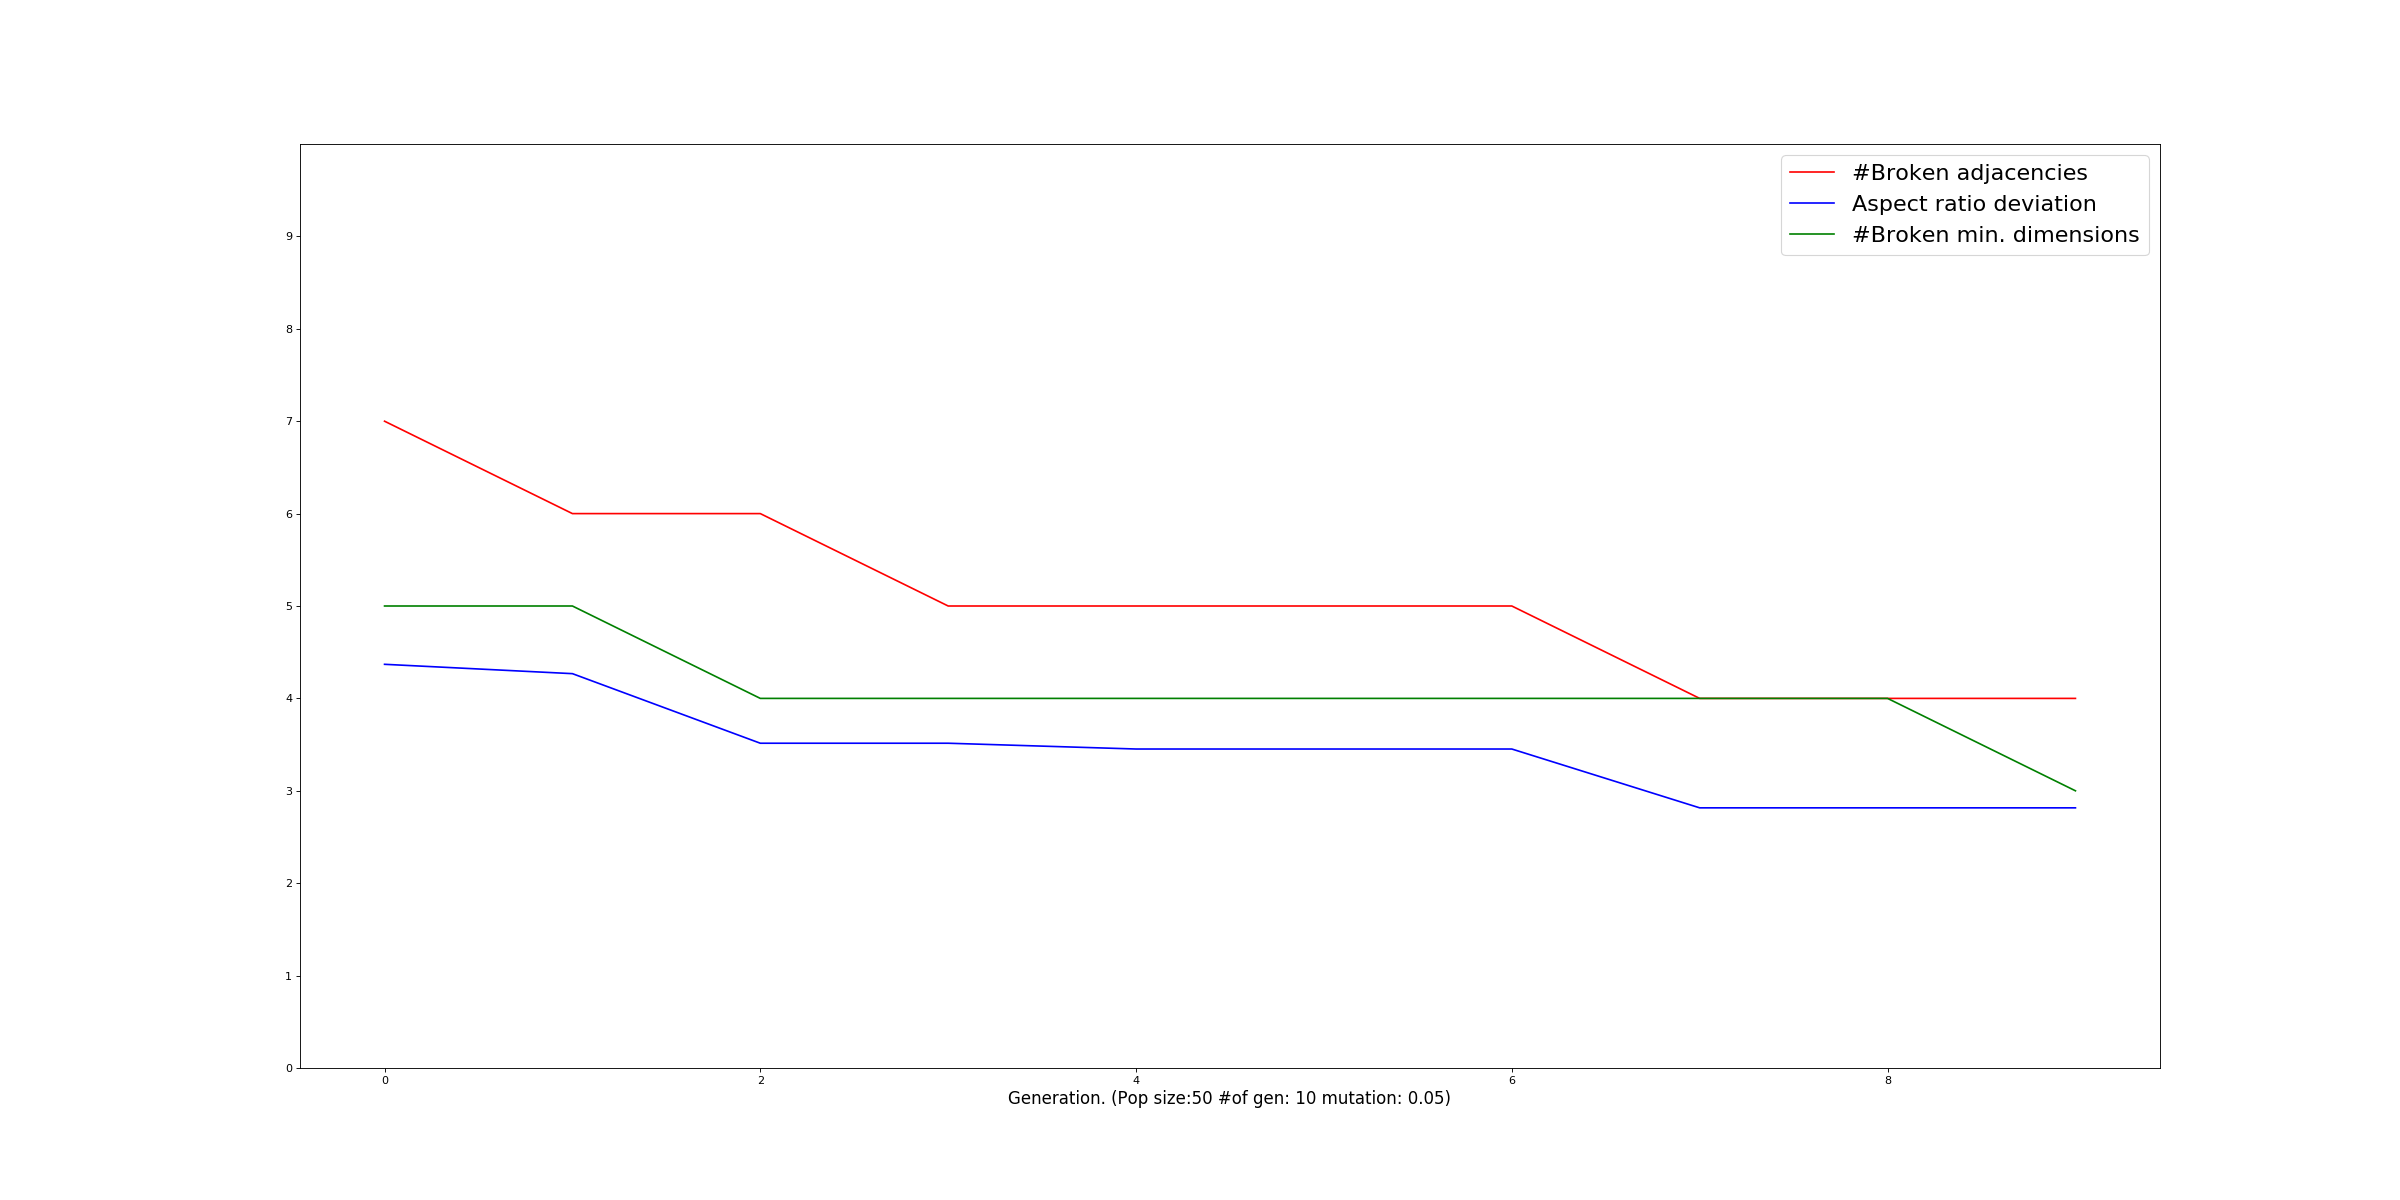 #Broken adjacencies
Aspect ratio deviation
#Broken min. dimensions
9
8
7
6
5
4
3
2
1
0
0 2 4 6 8
Generation. (Pop size:50 #of gen: 10 mutation: 0.05)